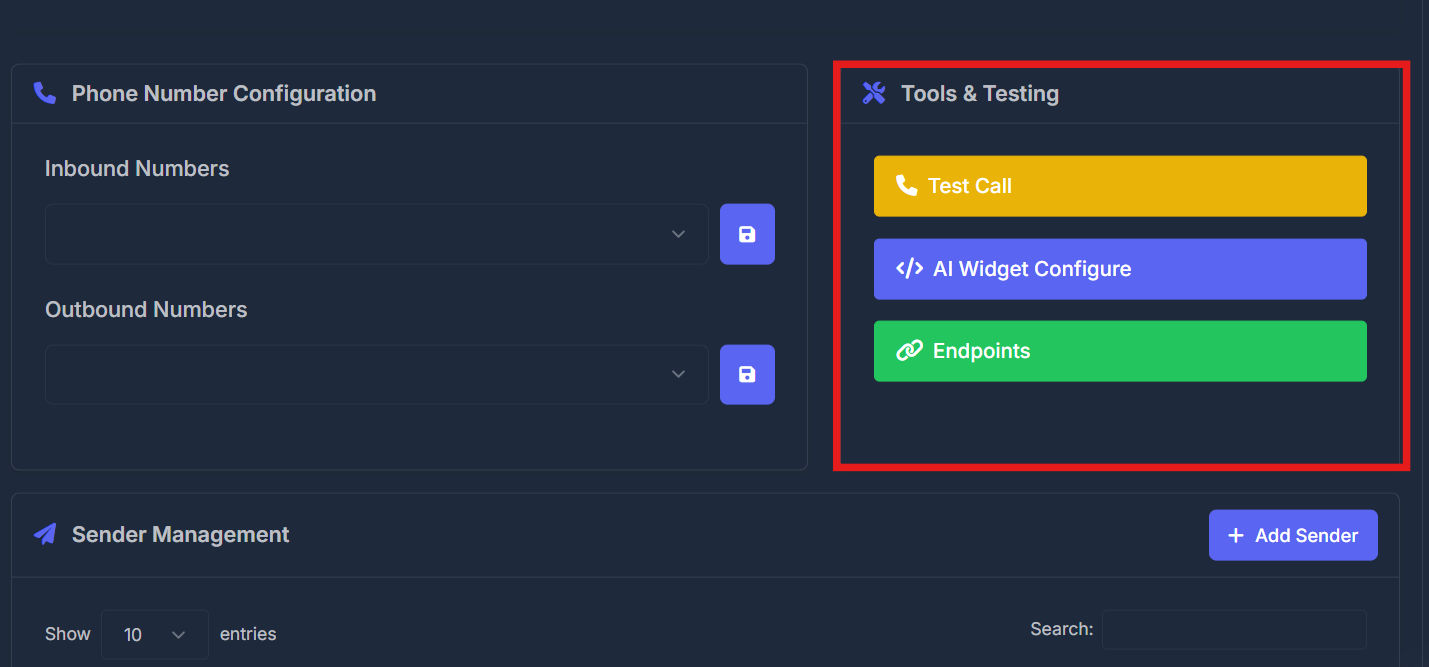 Phone Number Configuration
Inbound Numbers
Outbound Numbers
Tools & Testing
Test Call
AI Widget Configure
Endpoints
Sender Management
Add Sender
Show 10 entries
Search: